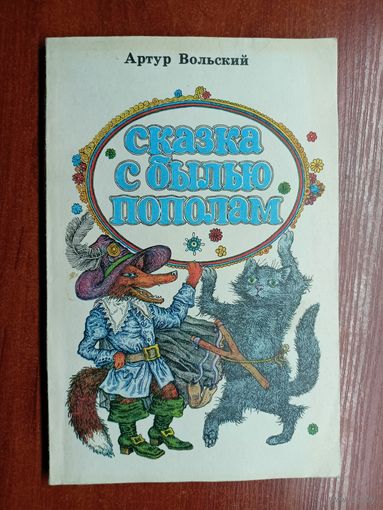 Артур Вольский
сказка
с былью
пополам